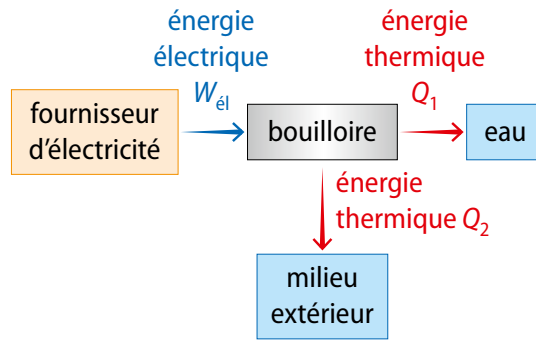 énergie
électrique
W_él
énergie
thermique
Q_1
fournisseur
d'électricité
bouilloire
eau
énergie
thermique Q_2
milieu
extérieur